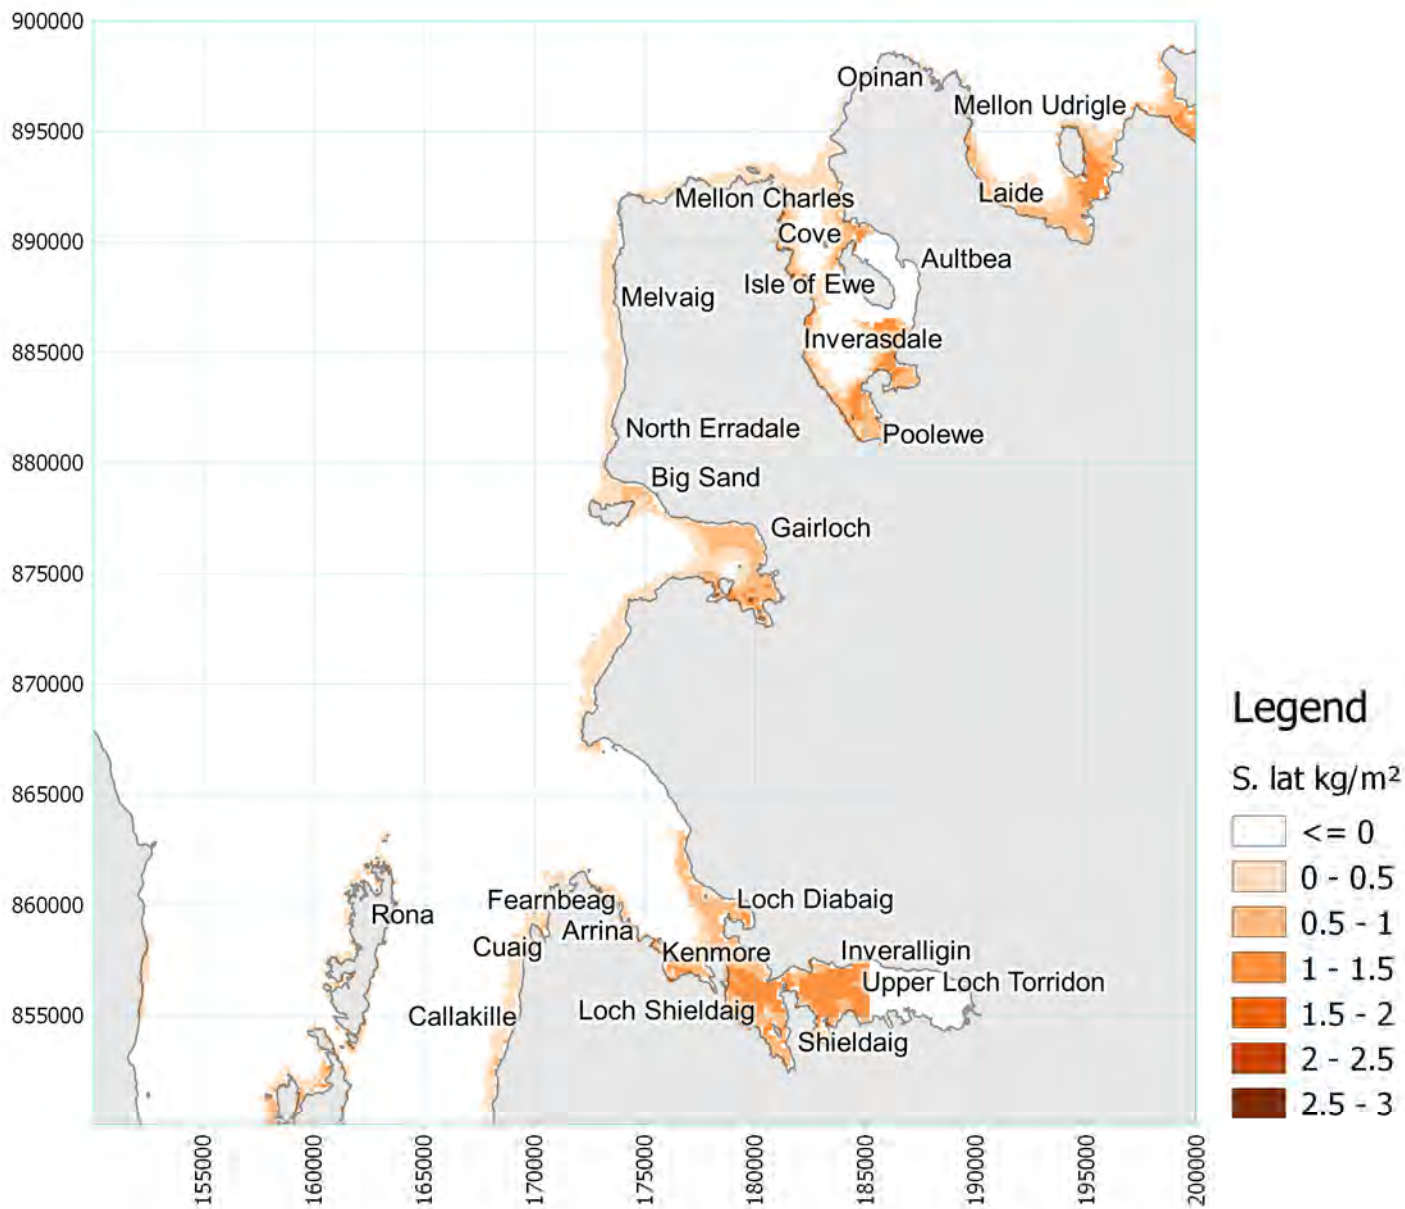 900000
895000
890000
885000
880000
875000
870000
865000
860000
855000
Opinan
Mellon Udrigle
Mellon Charles
Laide
Cove
Aultbea
Isle of Ewe
Melvaig
Inverasdale
North Erradale
Poolewe
Big Sand
Gairloch
Fearnbeag
Loch Diabaig
Rona
Arrina
Cuaig
Kenmore
Inveralligin
Upper Loch Torridon
Callakille
Loch Shieldaig
Shieldaig
155000
160000
165000
170000
175000
180000
185000
190000
195000
200000
Legend
S. lat kg/m²
<= 0
0 - 0.5
0.5 - 1
1 - 1.5
1.5 - 2
2 - 2.5
2.5 - 3